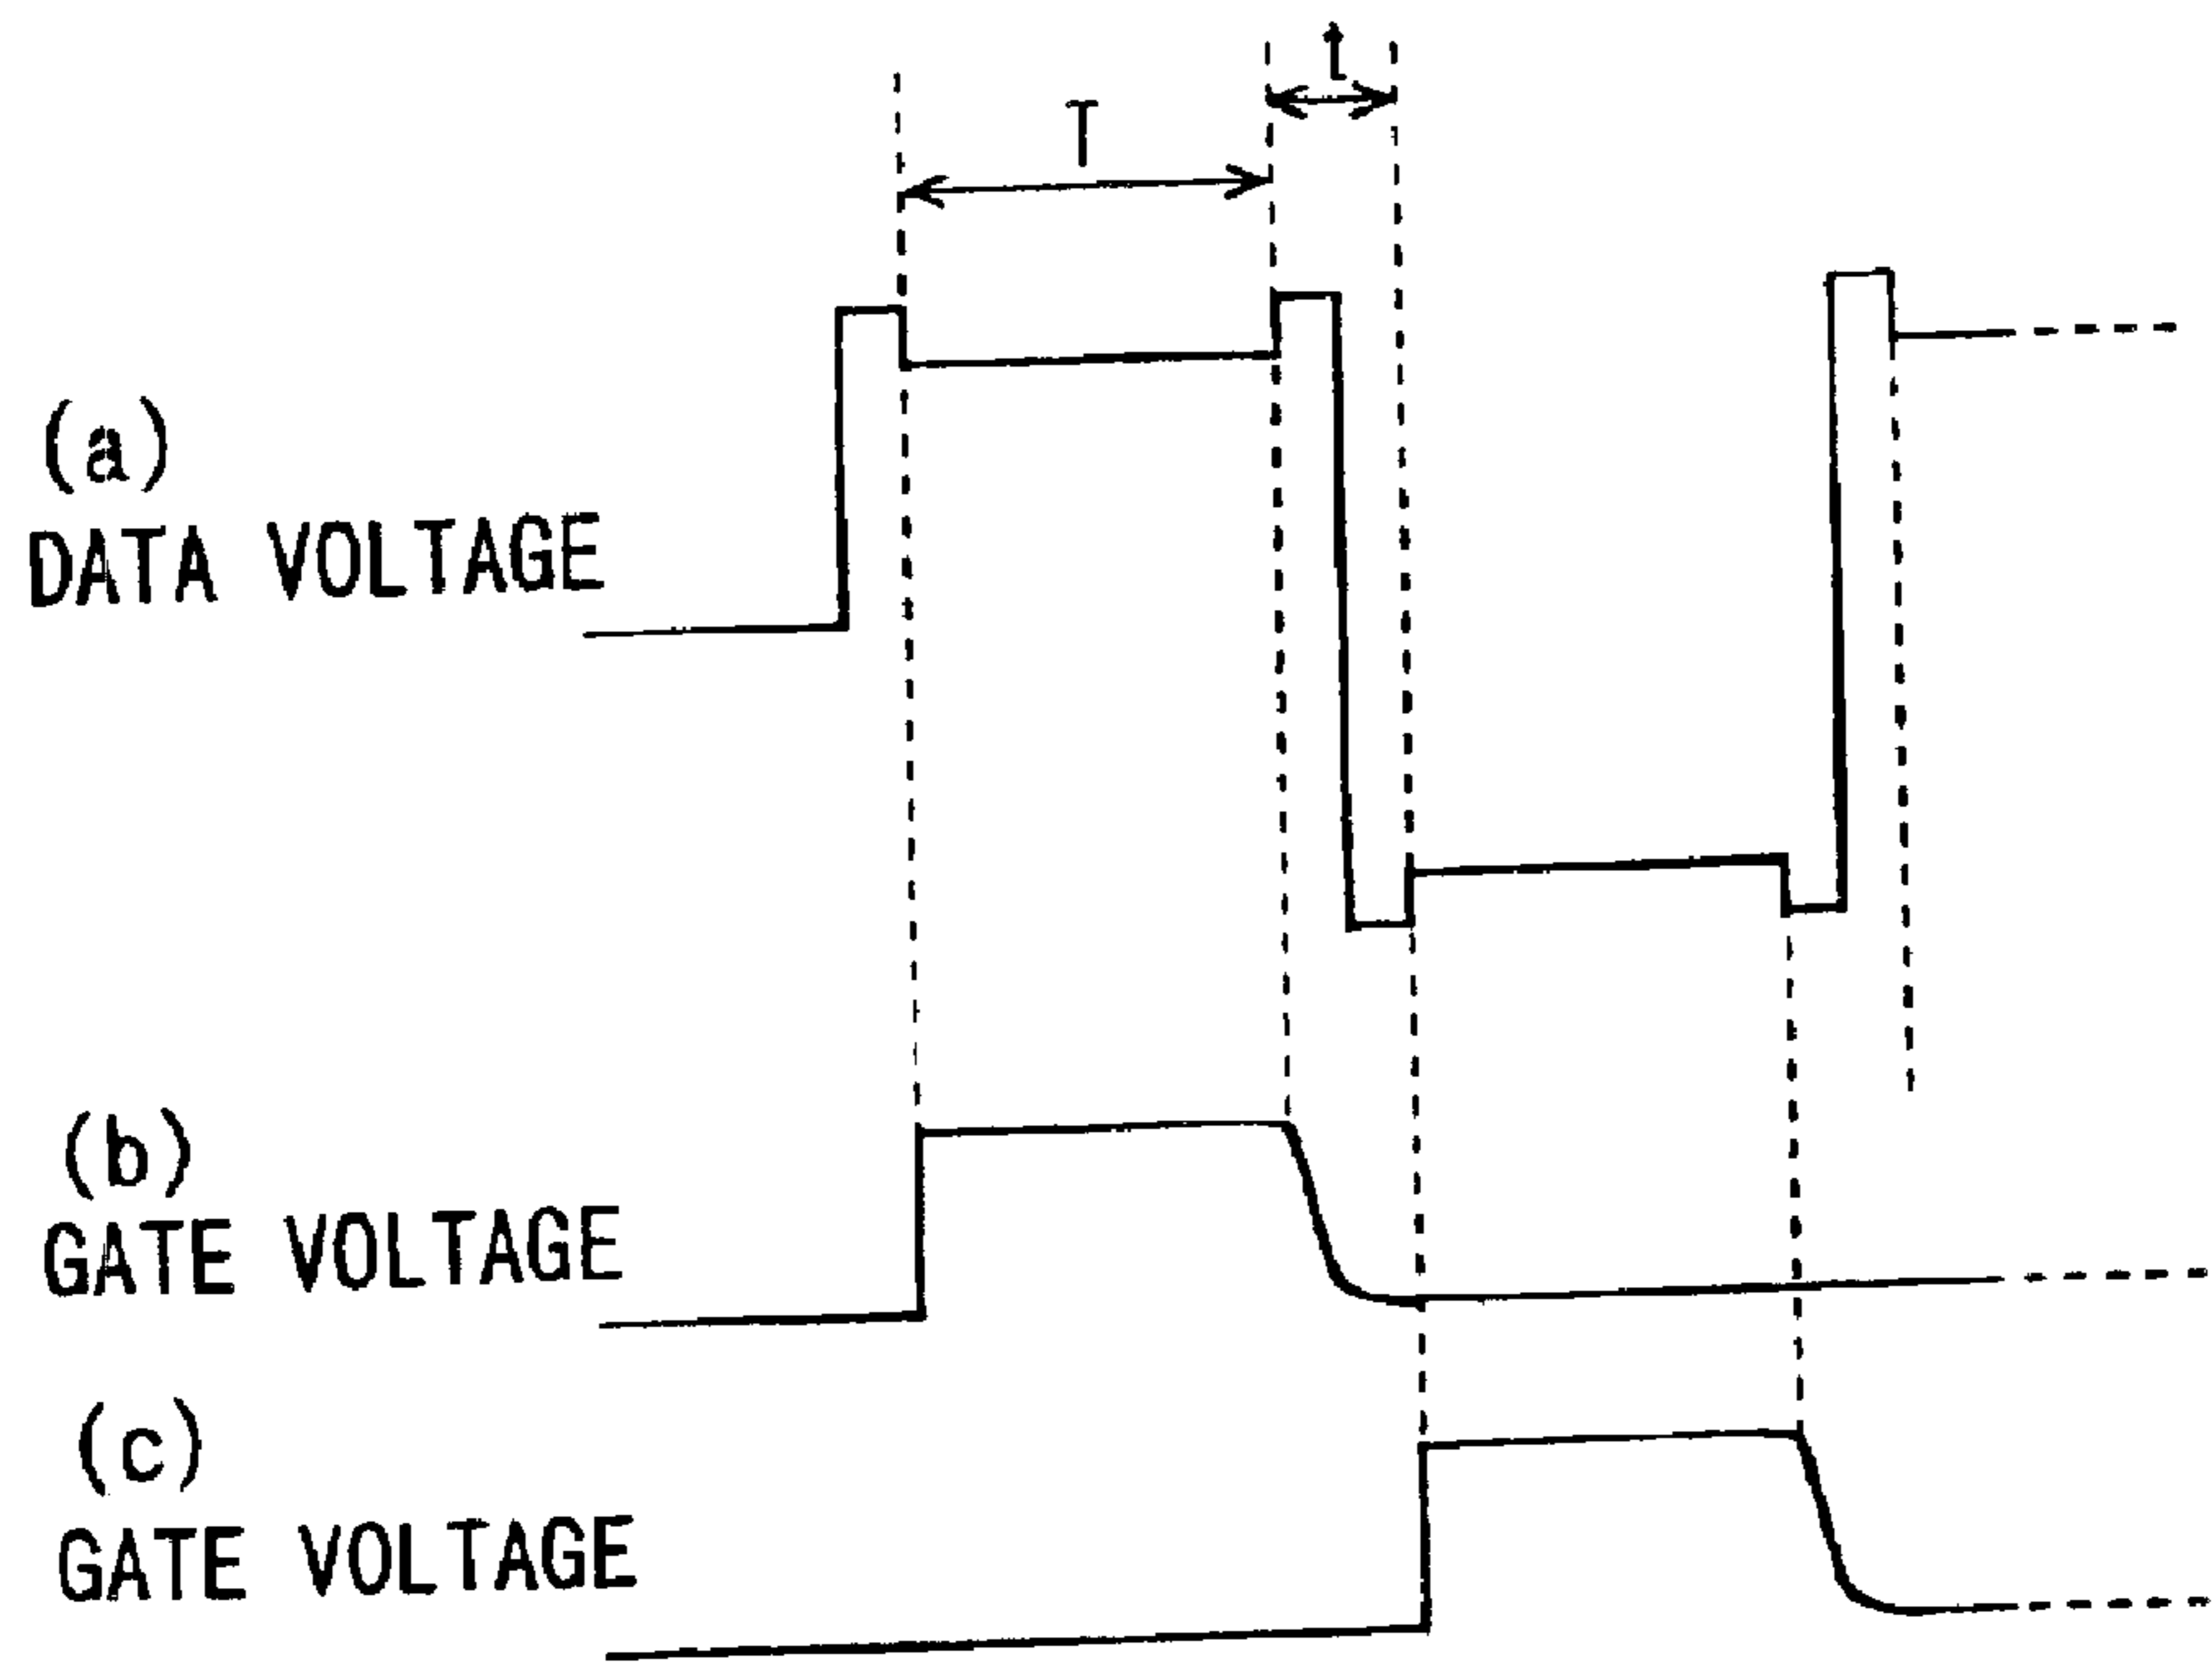 t
T
(a)
DATA VOLTAGE
(b)
GATE VOLTAGE
(c)
GATE VOLTAGE